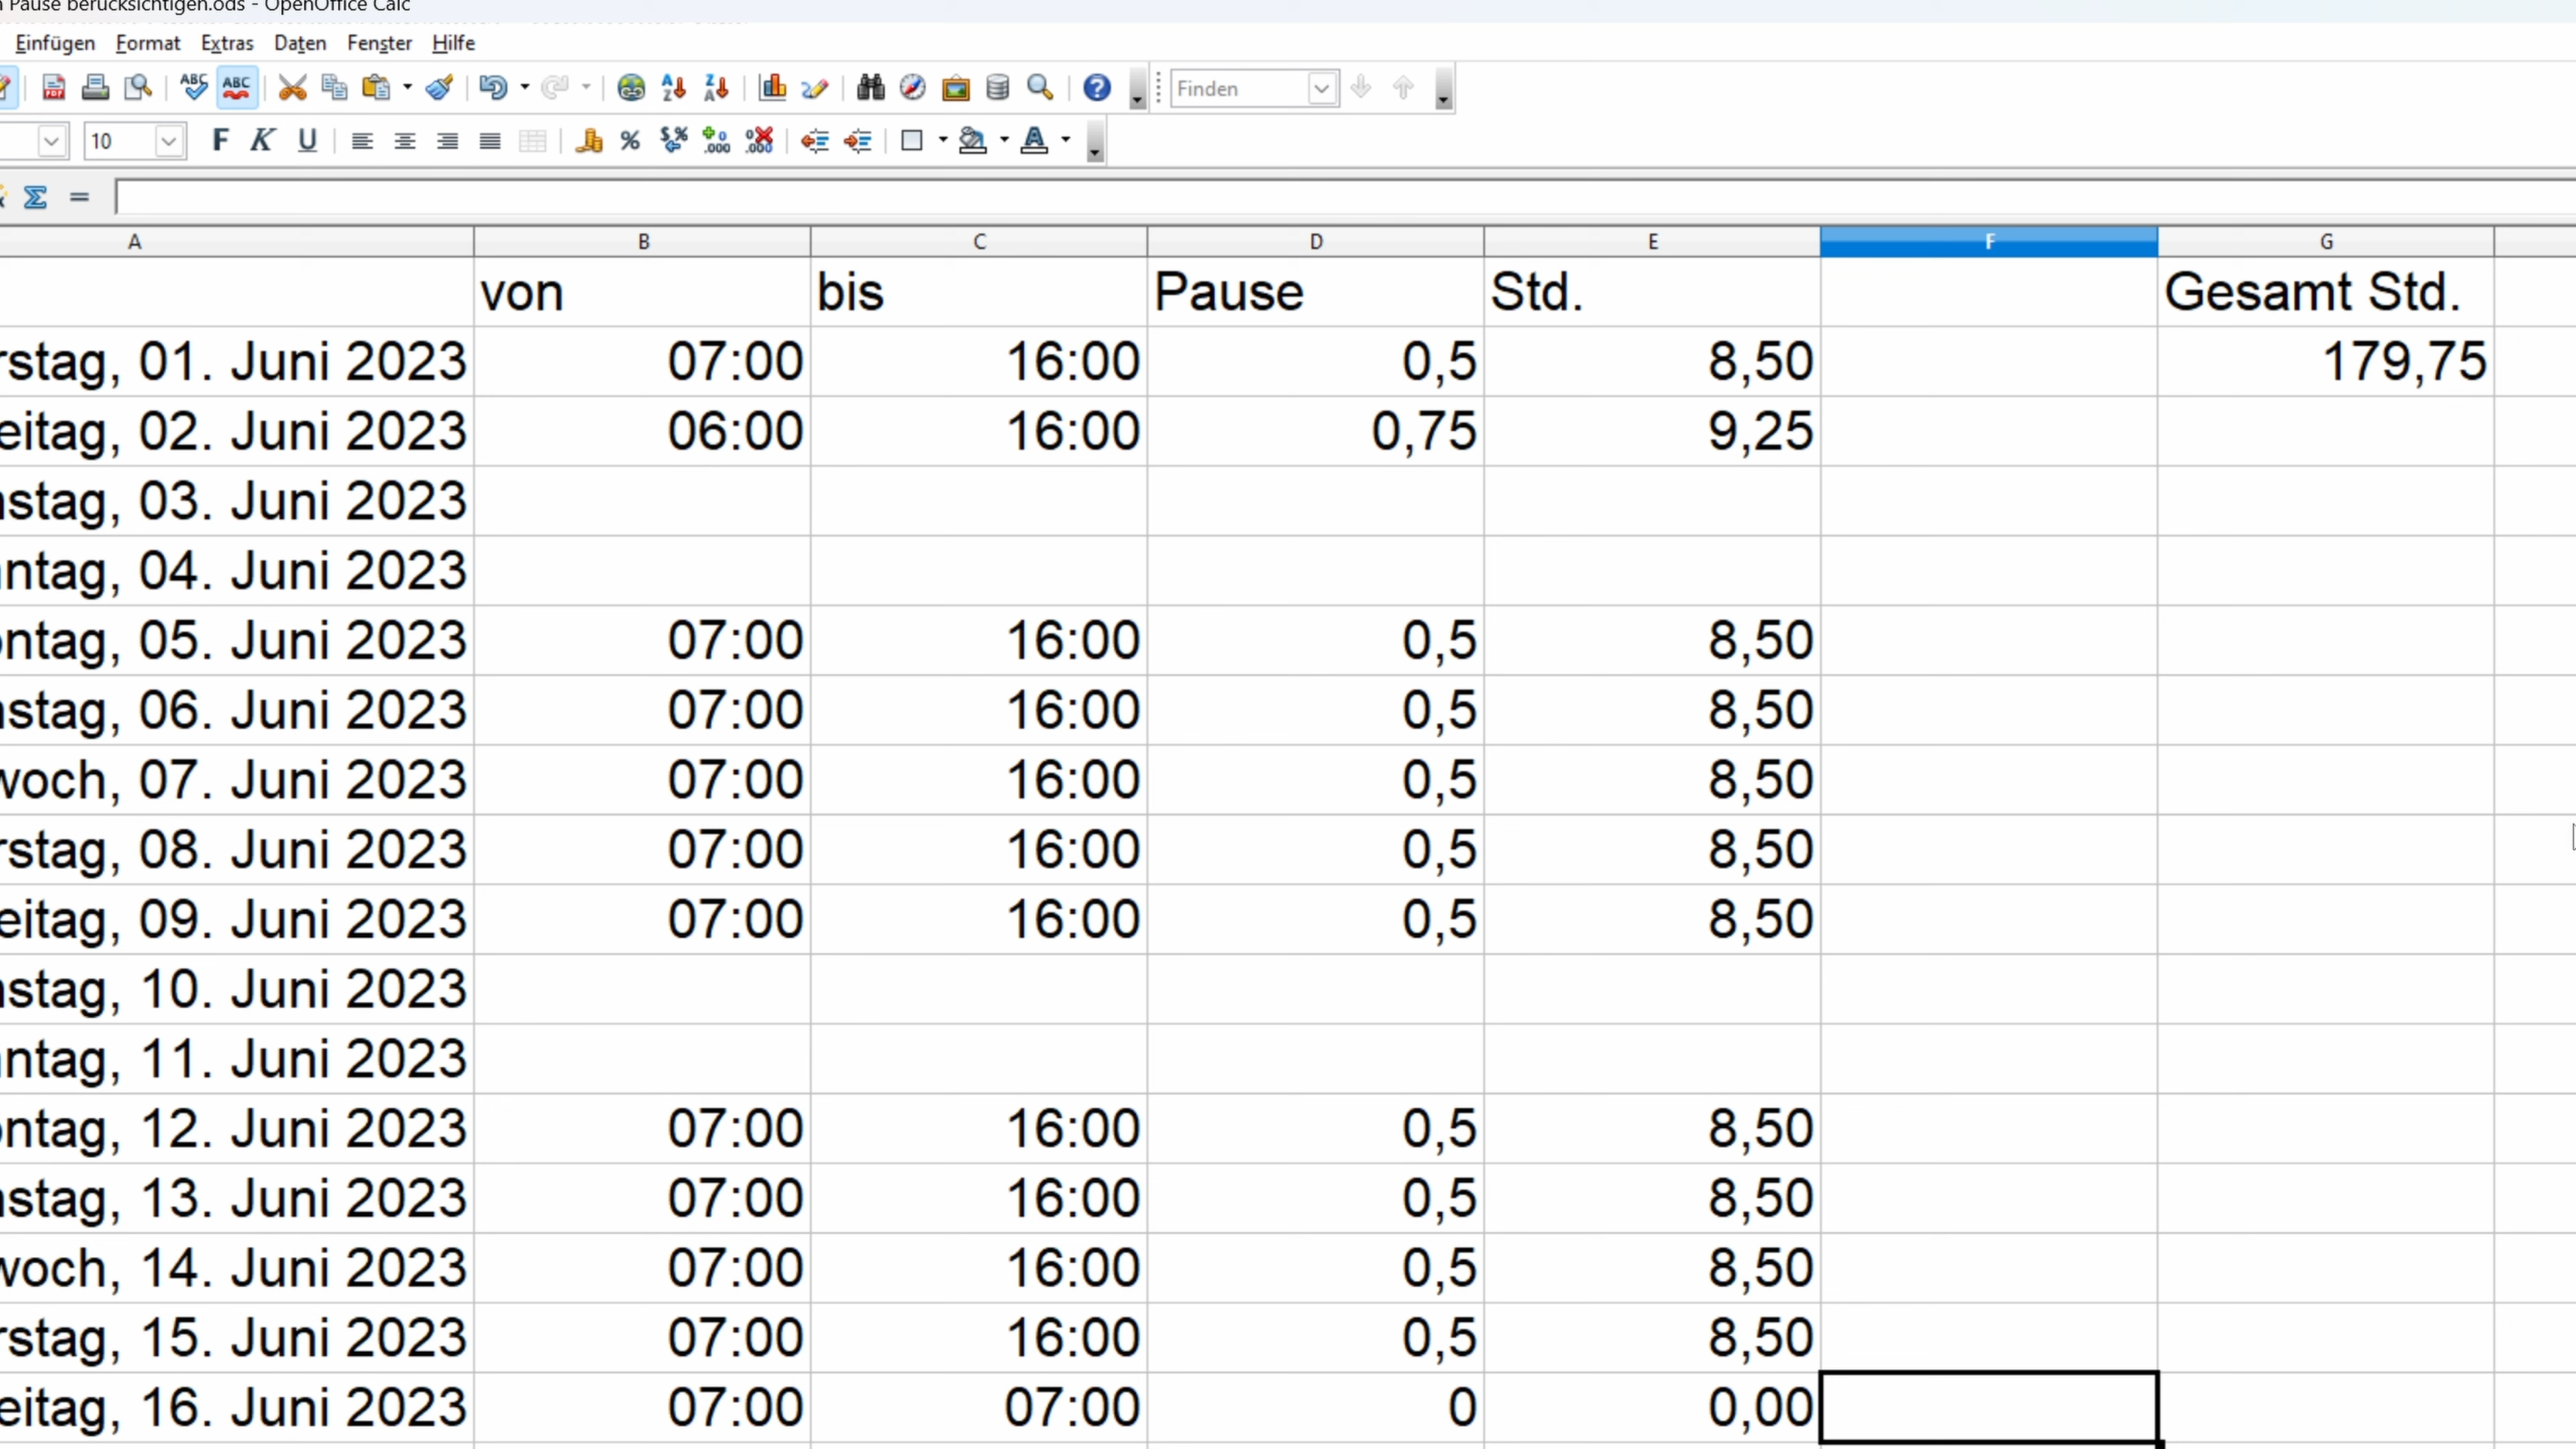 Pause berücksichtigen.ods - OpenOffice Calc
Einfügen Format Extras Daten Fenster Hilfe
ABC ABC Finden
10 F K U
A B C D E F G
von bis Pause Std. Gesamt Std.
rstag, 01. Juni 2023 07:00 16:00 0,5 8,50 179,75
eitag, 02. Juni 2023 06:00 16:00 0,75 9,25
stag, 03. Juni 2023
ntag, 04. Juni 2023
ntag, 05. Juni 2023 07:00 16:00 0,5 8,50
stag, 06. Juni 2023 07:00 16:00 0,5 8,50
woch, 07. Juni 2023 07:00 16:00 0,5 8,50
rstag, 08. Juni 2023 07:00 16:00 0,5 8,50
eitag, 09. Juni 2023 07:00 16:00 0,5 8,50
stag, 10. Juni 2023
ntag, 11. Juni 2023
ntag, 12. Juni 2023 07:00 16:00 0,5 8,50
stag, 13. Juni 2023 07:00 16:00 0,5 8,50
woch, 14. Juni 2023 07:00 16:00 0,5 8,50
rstag, 15. Juni 2023 07:00 16:00 0,5 8,50
eitag, 16. Juni 2023 07:00 07:00 0 0,00